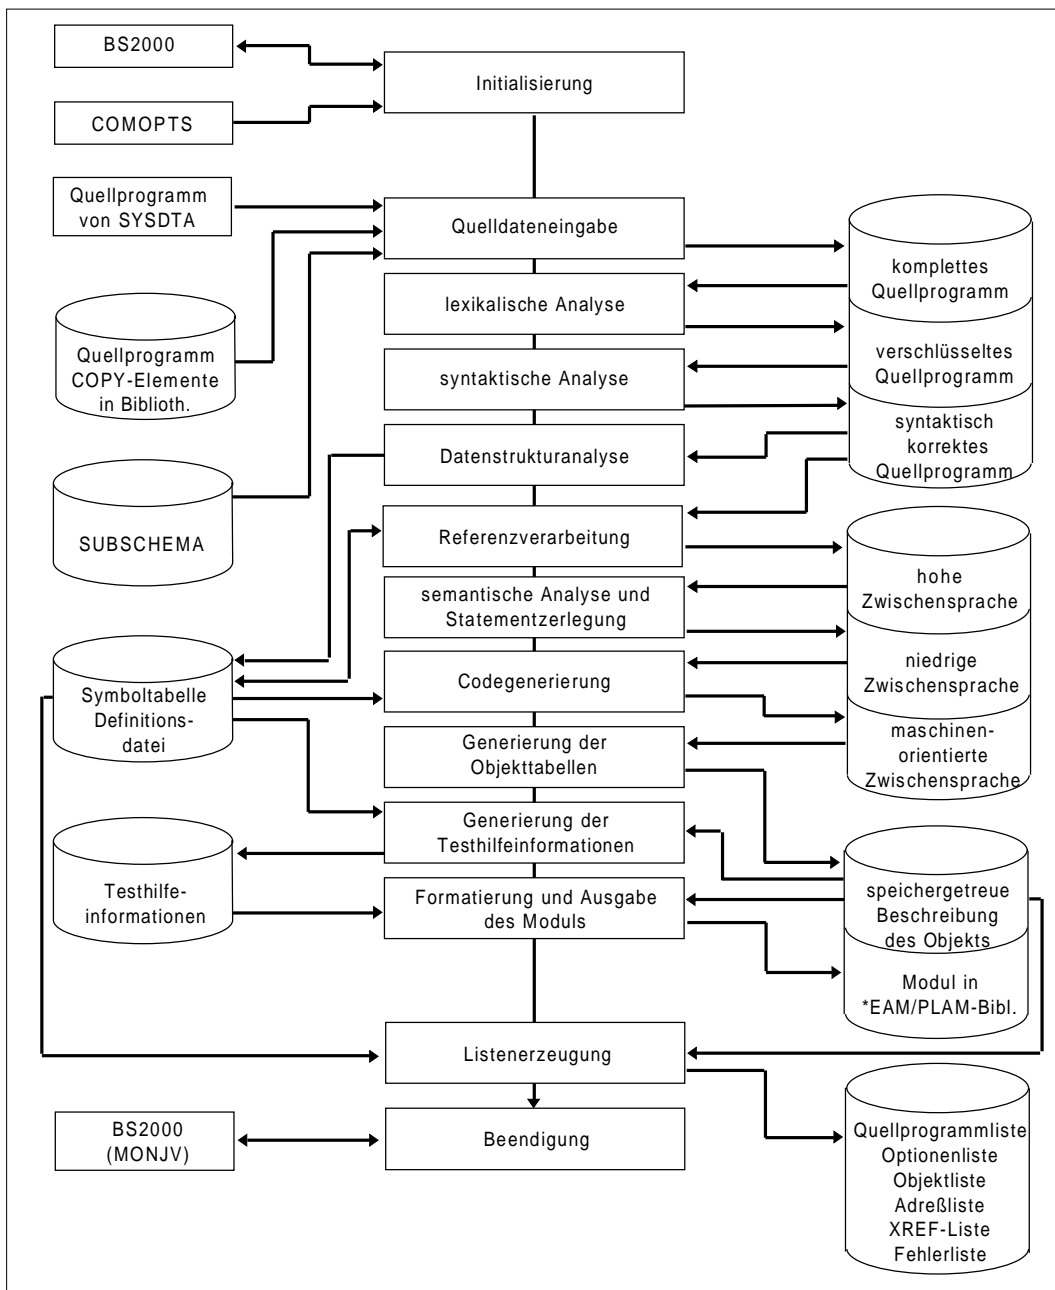 BS2000
Initialisierung
COMOPTS
Quellprogramm
von SYSDTA
Quelldateneingabe
komplettes
Quellprogramm
lexikalische Analyse
Quellprogramm
COPY-Elemente
in Biblioth.
verschlüsseltes
Quellprogramm
syntaktische Analyse
syntaktisch
korrektes
Quellprogramm
Datenstrukturanalyse
SUBSCHEMA
Referenzverarbeitung
hohe
Zwischensprache
semantische Analyse und
Statementzerlegung
niedrige
Zwischensprache
Symboltabelle
Definitions-
datei
Codegenerierung
maschinen-
orientierte
Zwischensprache
Generierung der
Objekttabellen
Generierung der
Testhilfeinformationen
Testhilfe-
informationen
speichergetreue
Beschreibung
des Objekts
Formatierung und Ausgabe
des Moduls
Modul in
*EAM/PLAM-Bibl.
Listenerzeugung
BS2000
(MONJV)
Beendigung
Quellprogrammliste
Optionenliste
Objektliste
Adreßliste
XREF-Liste
Fehlerliste